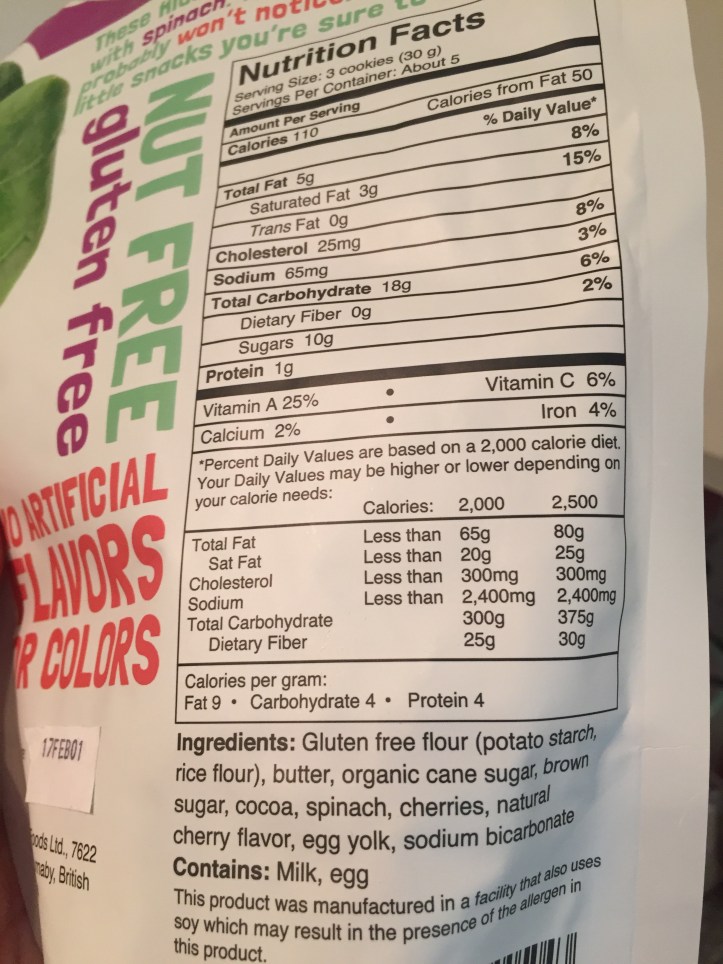 These
with spinach.
probably won't notic
little snacks you're sure
NUT FREE
gluten free
NO ARTIFICIAL
FLAVORS
OR COLORS
17FEB01
Foods Ltd., 7622
British
Nutrition Facts
Serving Size: 3 cookies (30 g)
Servings Per Container: About 5
Amount Per Serving
Calories 110 Calories from Fat 50
% Daily Value*
Total Fat 5g 8%
Saturated Fat 3g 15%
Trans Fat 0g
Cholesterol 25mg 8%
Sodium 65mg 3%
Total Carbohydrate 18g 6%
Dietary Fiber 0g 2%
Sugars 10g
Protein 1g
Vitamin A 25% • Vitamin C 6%
Calcium 2% • Iron 4%
*Percent Daily Values are based on a 2,000 calorie diet.
Your Daily Values may be higher or lower depending on
your calorie needs:
Calories: 2,000 2,500
Total Fat Less than 65g 80g
Sat Fat Less than 20g 25g
Cholesterol Less than 300mg 300mg
Sodium Less than 2,400mg 2,400mg
Total Carbohydrate 300g 375g
Dietary Fiber 25g 30g
Calories per gram:
Fat 9 • Carbohydrate 4 • Protein 4
Ingredients: Gluten free flour (potato starch,
rice flour), butter, organic cane sugar, brown
sugar, cocoa, spinach, cherries, natural
cherry flavor, egg yolk, sodium bicarbonate
Contains: Milk, egg
This product was manufactured in a facility that also uses
soy which may result in the presence of the allergen in
this product.